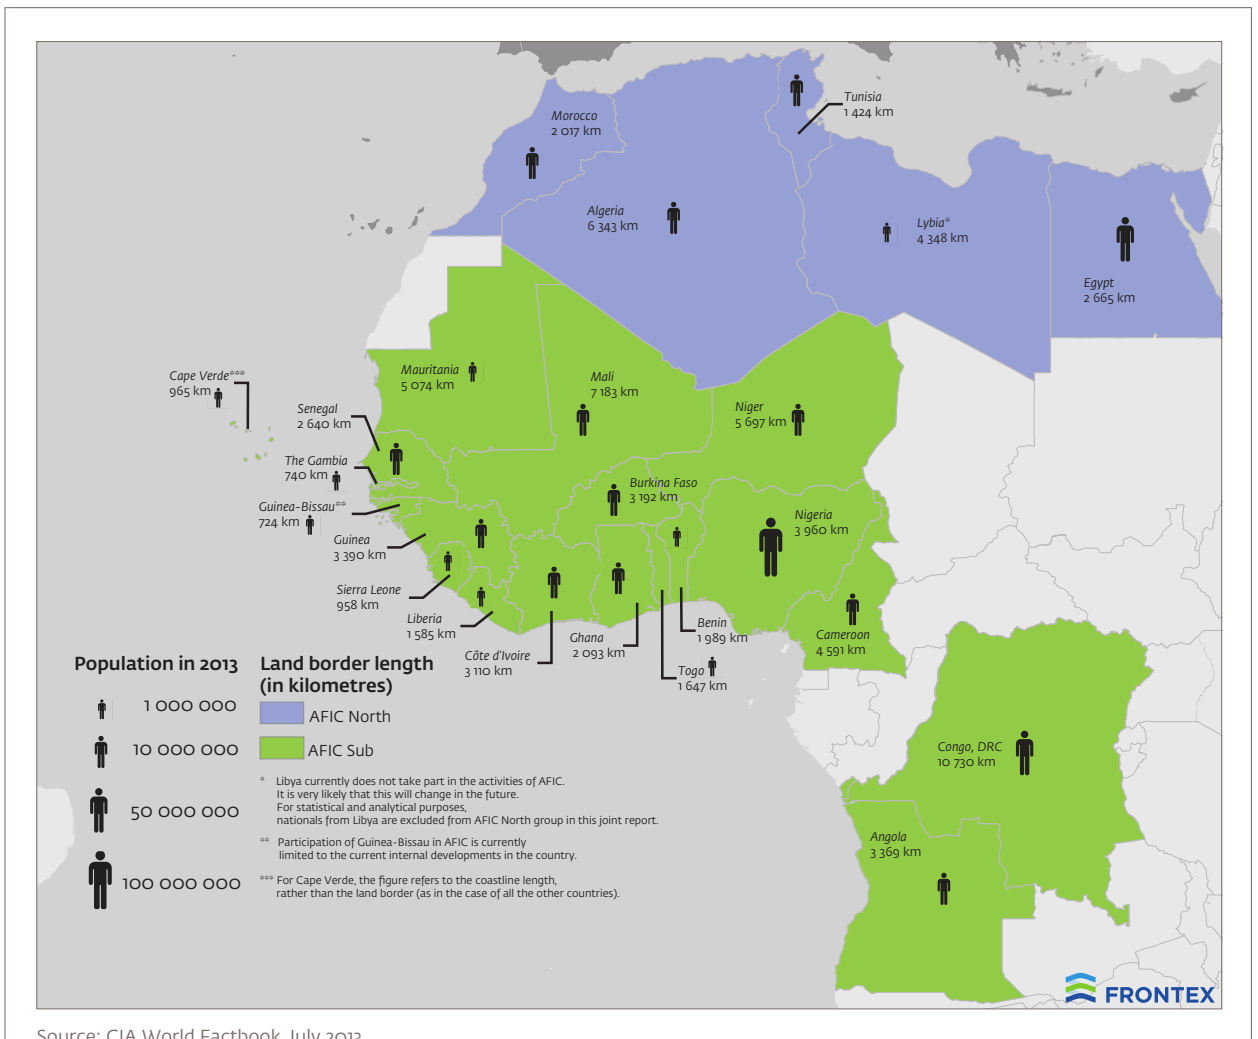 Morocco
2 017 km
Tunisia
1 424 km
Algeria
6 343 km
Lybia*
4 348 km
Egypt
2 665 km
Mauritania
5 074 km
Mali
7 183 km
Niger
5 697 km
Cape Verde***
965 km
Senegal
2 640 km
The Gambia
740 km
Guinea-Bissau**
724 km
Guinea
3 390 km
Sierra Leone
958 km
Liberia
1 585 km
Côte d'Ivoire
3 110 km
Ghana
2 093 km
Burkina Faso
3 192 km
Nigeria
3 960 km
Benin
1 989 km
Togo
1 647 km
Cameroon
4 591 km
Congo, DRC
10 730 km
Angola
3 369 km
Population in 2013
1 000 000
10 000 000
50 000 000
100 000 000
Land border length
(in kilometres)
AFIC North
AFIC Sub
* Libya currently does not take part in the activities of AFIC.
It is very likely that this will change in the future.
For statistical and analytical purposes,
nationals from Libya are excluded from AFIC North group in this joint report.
** Participation of Guinea-Bissau in AFIC is currently
limited to the current internal developments in the country.
*** For Cape Verde, the figure refers to the coastline length,
rather than the land border (as in the case of all the other countries).
FRONTEX
Source: CIA World Factbook, July 2013